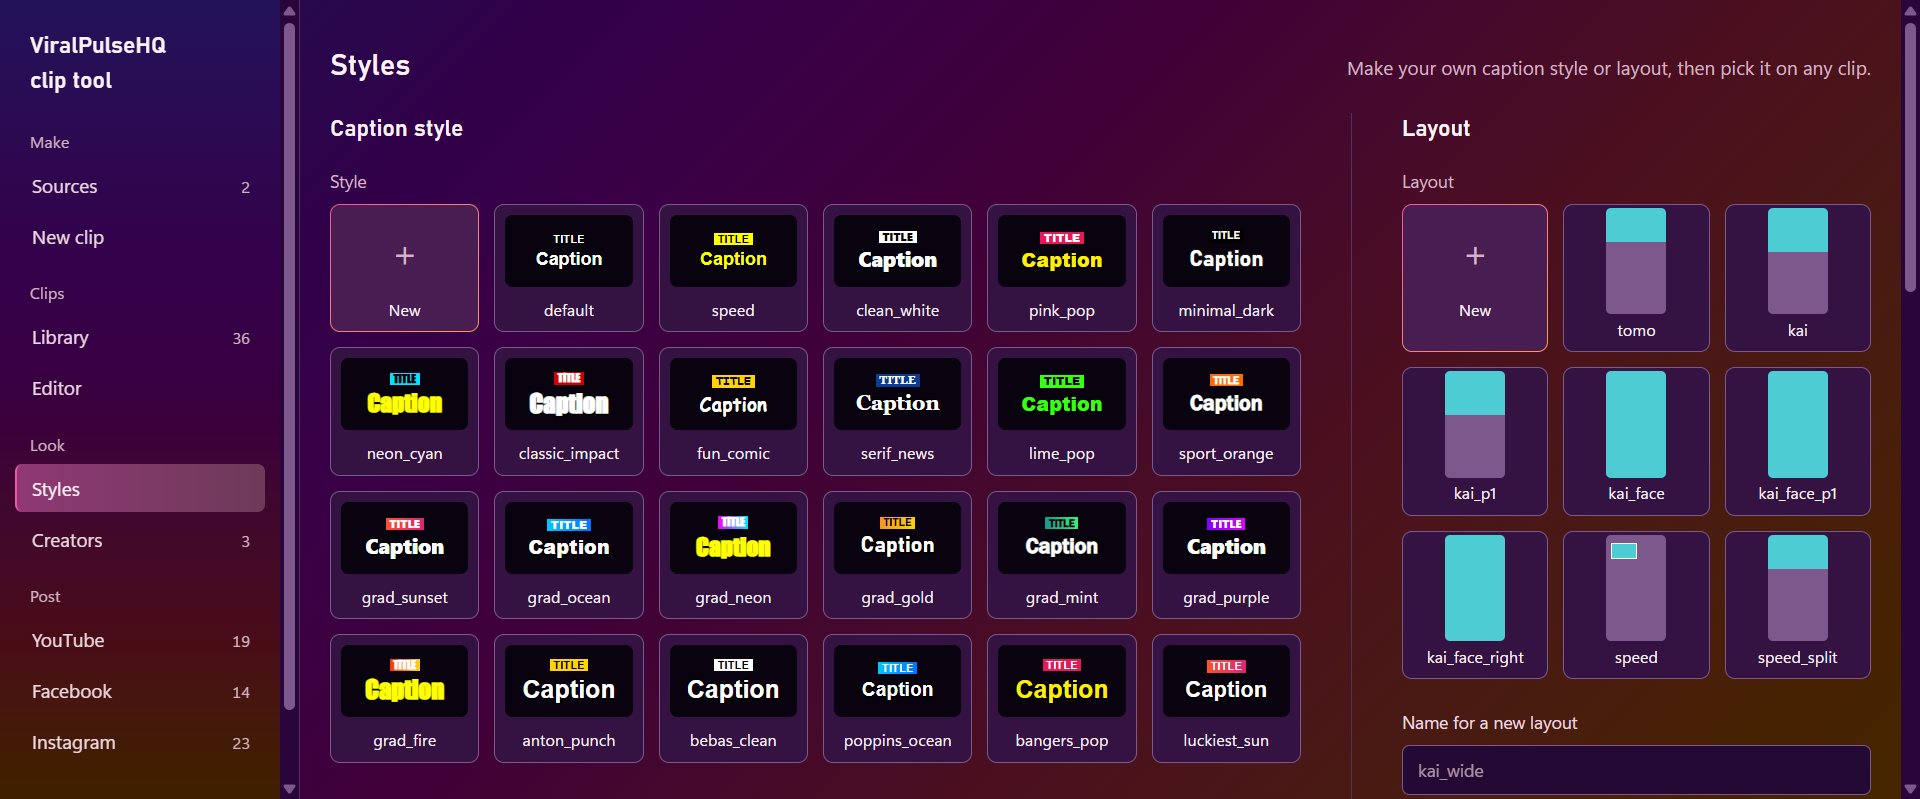 ViralPulseHQ
clip tool
Make
Sources 2
New clip
Clips
Library 36
Editor
Look
Styles
Creators 3
Post
YouTube 19
Facebook 14
Instagram 23
Styles
Make your own caption style or layout, then pick it on any clip.
Caption style
Style
+
New
TITLE
Caption
default
TITLE
Caption
speed
TITLE
Caption
clean_white
TITLE
Caption
pink_pop
TITLE
Caption
minimal_dark
TITLE
Caption
neon_cyan
TITLE
Caption
classic_impact
TITLE
Caption
fun_comic
TITLE
Caption
serif_news
TITLE
Caption
lime_pop
TITLE
Caption
sport_orange
TITLE
Caption
grad_sunset
TITLE
Caption
grad_ocean
TITLE
Caption
grad_neon
TITLE
Caption
grad_gold
TITLE
Caption
grad_mint
TITLE
Caption
grad_purple
TITLE
Caption
grad_fire
TITLE
Caption
anton_punch
TITLE
Caption
bebas_clean
TITLE
Caption
poppins_ocean
TITLE
Caption
bangers_pop
TITLE
Caption
luckiest_sun
Layout
Layout
+
New
tomo
kai
kai_p1
kai_face
kai_face_p1
kai_face_right
speed
speed_split
Name for a new layout
kai_wide